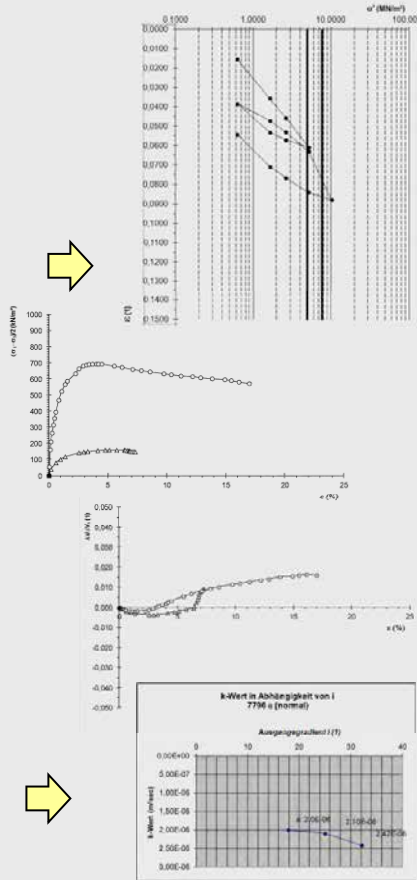 σ' (MN/m²)
0.1000 1.0000 10.0000 100.00
0,0000
0,0100
0,0200
0,0300
0,0400
0,0500
0,0600
0,0700
0,0800
0,0900
0,1000
0,1100
0,1200
0,1300
0,1400
0,1500
1000
900
800
700
600
500
400
300
200
100
0
0 5 10 15 20 25
ε (%)
0,050
0,040
0,030
0,020
0,010
0,000
-0,010
-0,020
-0,030
-0,040
-0,050
0 5 10 15 20 25
ε (%)
k-Wert in Abhängigkeit von i
7796 a (normal)
Ausgangsgradient i (1)
0 10 20 30 40
k-Wert (m/sec)
0.00E+00
5.00E-07
1.00E-06
1.50E-06
2.00E-06
2.50E-06
3.00E-06
2.10E-06
2.42E-06